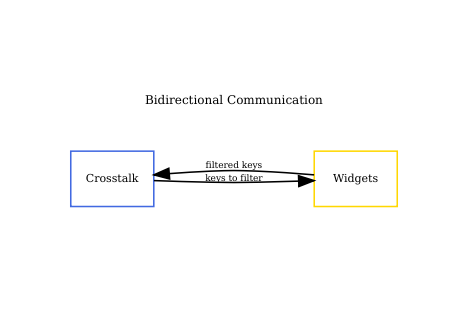 Bidirectional Communication
filtered keys
Crosstalk
keys to filter
Widgets